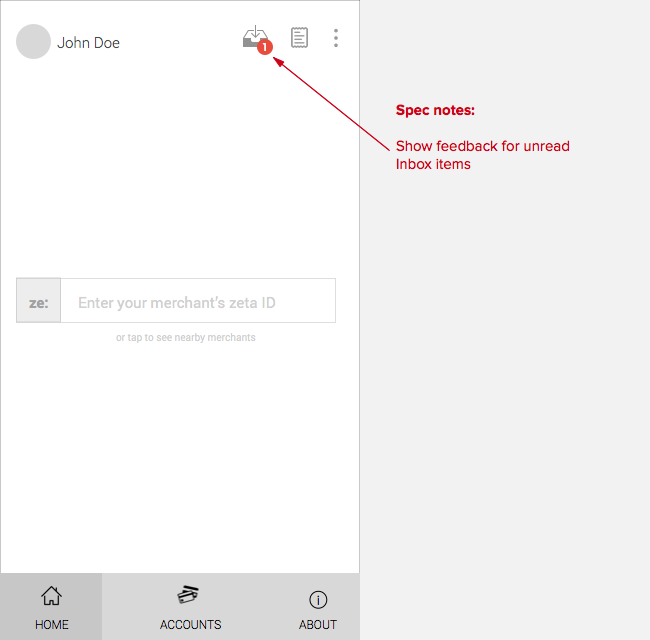 John Doe
1
Spec notes:
Show feedback for unread
Inbox items
ze:
Enter your merchant's zeta ID
or tap to see nearby merchants
HOME
ACCOUNTS
ABOUT